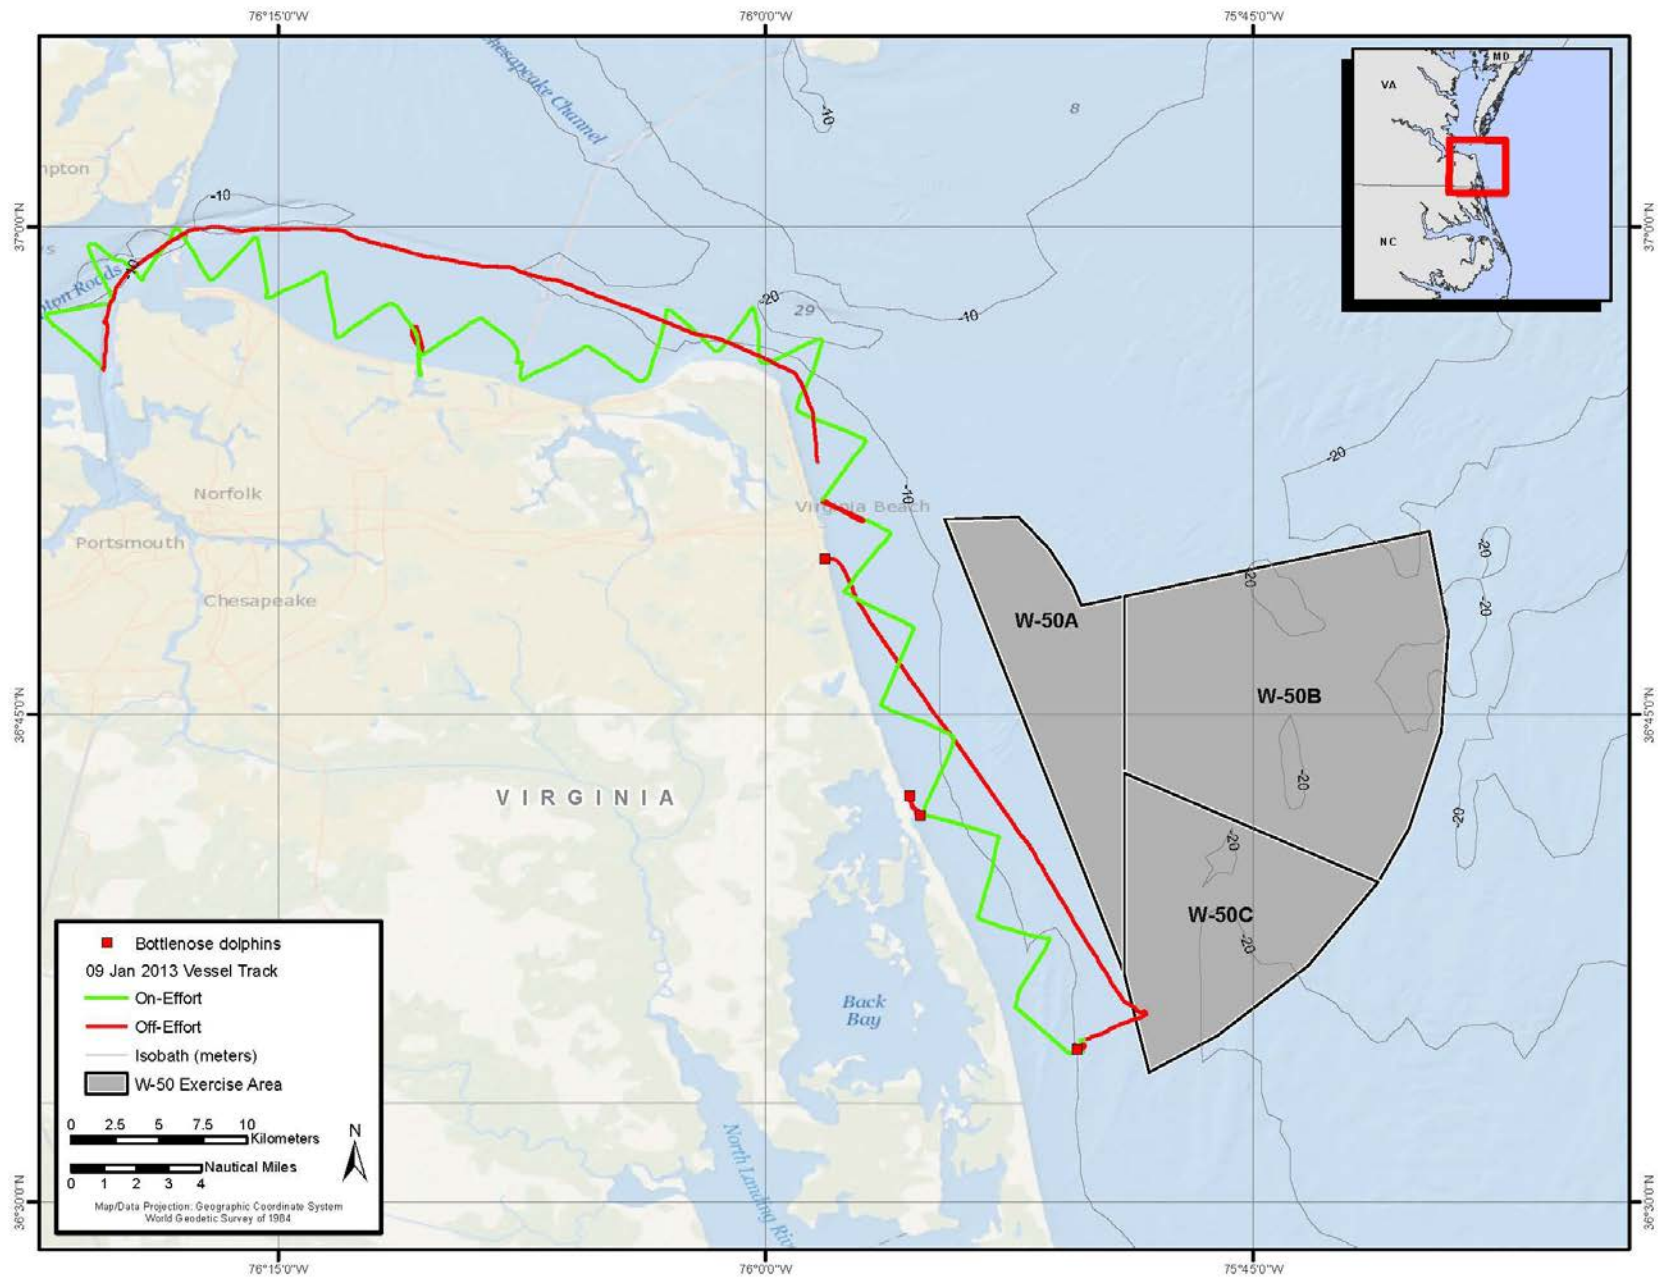 76°15'0"W
76°0'0"W
75°45'0"W
Chesapeake Channel
-10
8
MD
VA
NC
mpton
37°0'0"N
37°0'0"N
-10
-10
-20
29
-10
-20
-10
Norfolk
Virginia Beach
Portsmouth
Chesapeake
-20
-20
-20
W-50A
W-50B
36°45'0"N
36°45'0"N
VIRGINIA
-20
-20
-20
W-50C
-20
Back
Bay
North Landing Riv
Bottlenose dolphins
09 Jan 2013 Vessel Track
On-Effort
Off-Effort
Isobath (meters)
W-50 Exercise Area
0 2.5 5 7.5 10
Kilometers
N
Nautical Miles
0 1 2 3 4
Map/Data Projection: Geographic Coordinate System
World Geodetic Survey of 1984
36°30'0"N
36°30'0"N
76°15'0"W
76°0'0"W
75°45'0"W